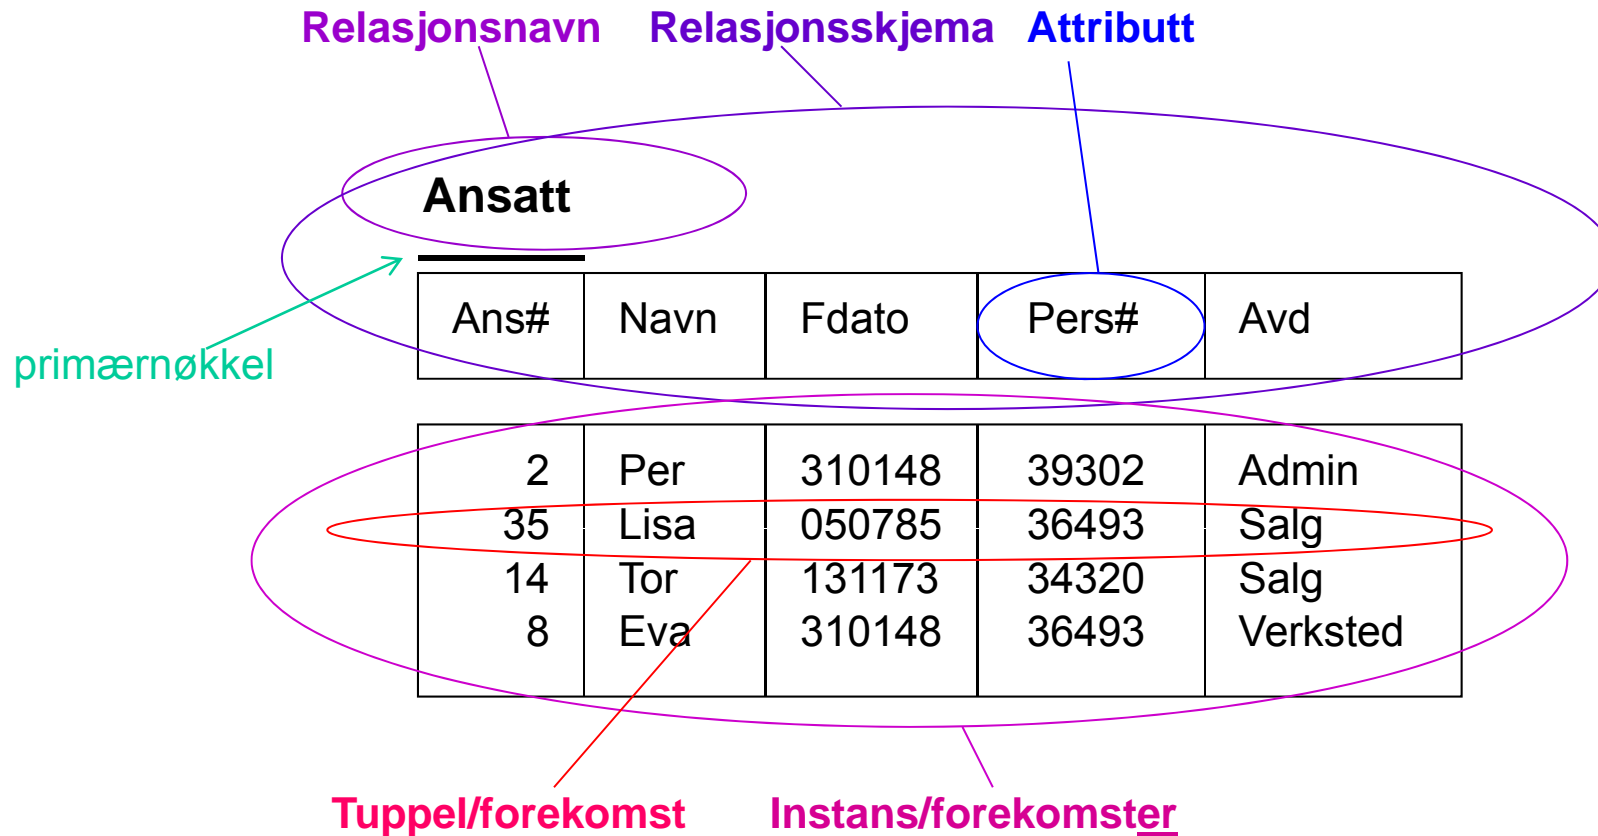 Relasjonsnavn Relasjonsskjema Attributt
Ansatt
Ans# Navn Fdato Pers# Avd
primærnøkkel
2 Per 310148 39302 Admin
35 Lisa 050785 36493 Salg
14 Tor 131173 34320 Salg
8 Eva 310148 36493 Verksted
Tuppel/forekomst Instans/forekomster